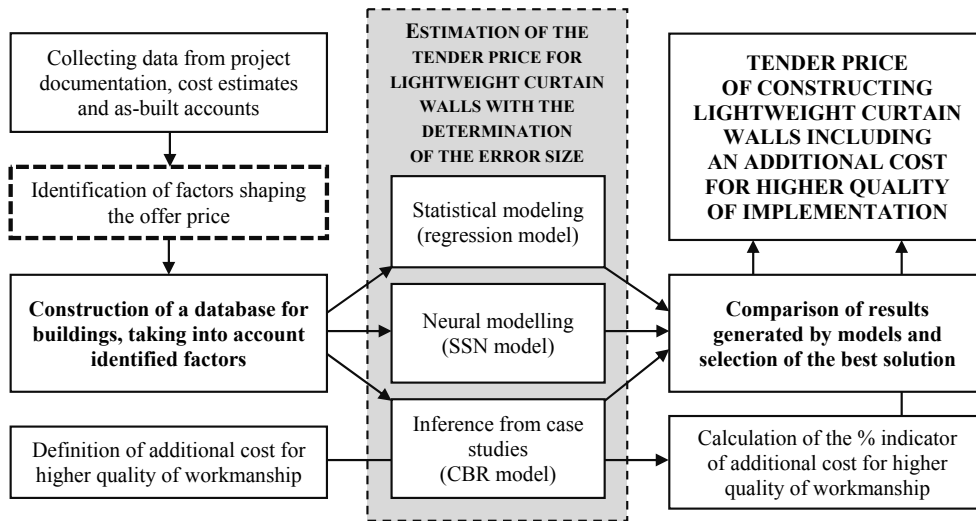 Collecting data from project
documentation, cost estimates
and as-built accounts
Identification of factors shaping
the offer price
Construction of a database for
buildings, taking into account
identified factors
Definition of additional cost for
higher quality of workmanship
ESTIMATION OF THE
TENDER PRICE FOR
LIGHTWEIGHT CURTAIN
WALLS WITH THE
DETERMINATION
OF THE ERROR SIZE
Statistical modeling
(regression model)
Neural modelling
(SSN model)
Inference from case
studies
(CBR model)
TENDER PRICE
OF CONSTRUCTING
LIGHTWEIGHT CURTAIN
WALLS INCLUDING
AN ADDITIONAL COST
FOR HIGHER QUALITY
OF IMPLEMENTATION
Comparison of results
generated by models and
selection of the best solution
Calculation of the % indicator
of additional cost for higher
quality of workmanship